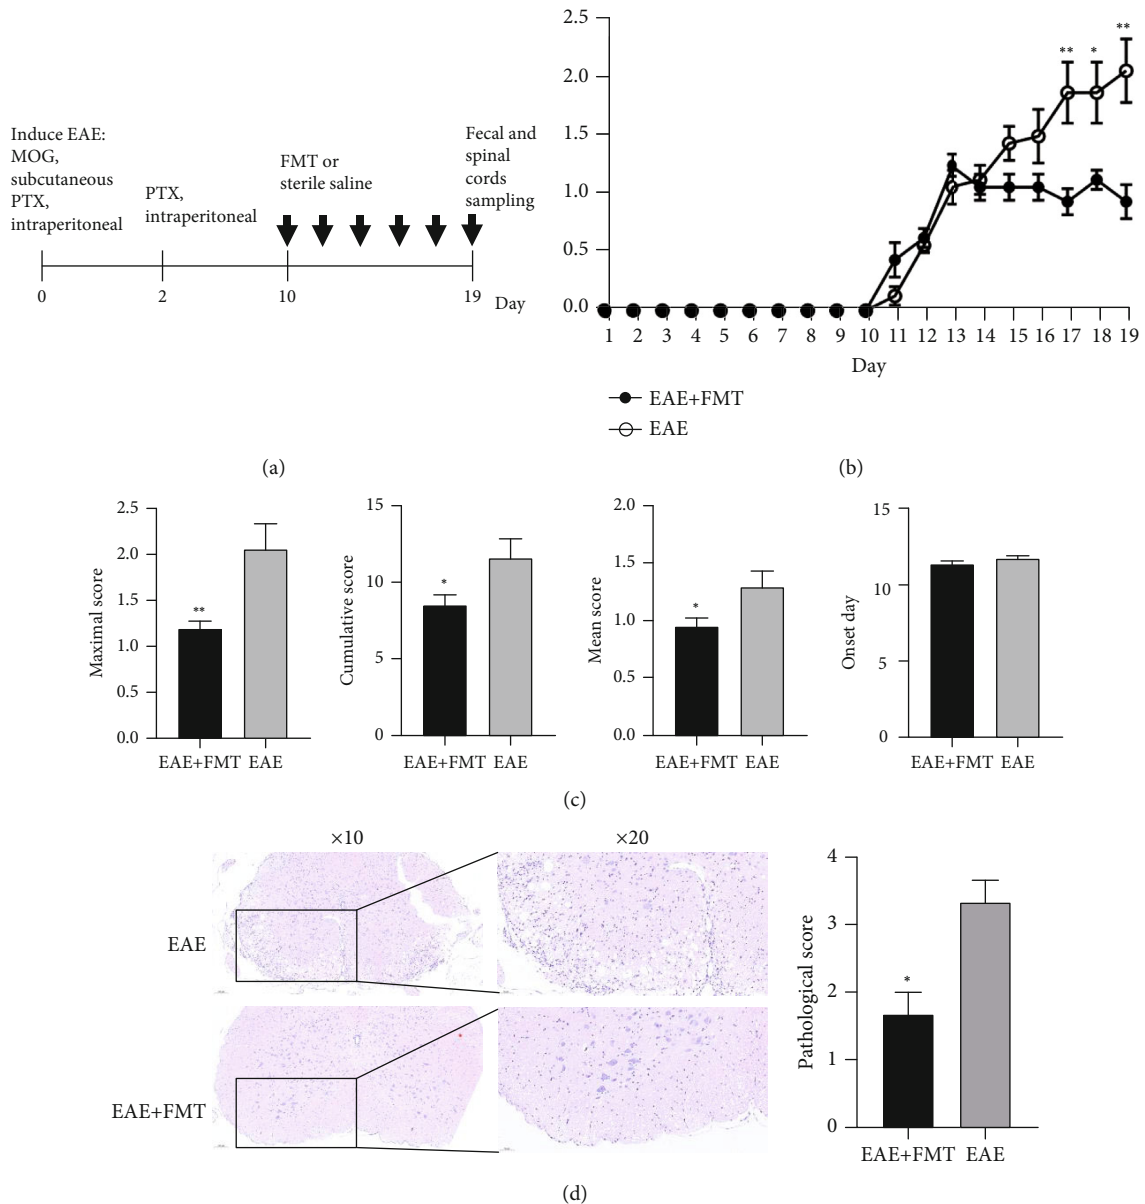 Induce EAE:
MOG,
subcutaneous
PTX,
intraperitoneal
PTX,
intraperitoneal
FMT or
sterile saline
Fecal and
spinal
cords
sampling
0
2
10
19
Day
(a)
2.5
2.0
1.5
1.0
0.5
0.0
** * **
1 2 3 4 5 6 7 8 9 10 11 12 13 14 15 16 17 18 19
Day
EAE+FMT
EAE
(b)
Maximal score
2.5
2.0
1.5
1.0
0.5
0.0
**
EAE+FMT EAE
Cumulative score
15
10
5
0
*
EAE+FMT EAE
Mean score
2.0
1.5
1.0
0.5
0.0
*
EAE+FMT EAE
Onset day
15
10
5
0
EAE+FMT EAE
(c)
×10
×20
EAE
EAE+FMT
Pathological score
4
3
2
1
0
*
EAE+FMT EAE
(d)